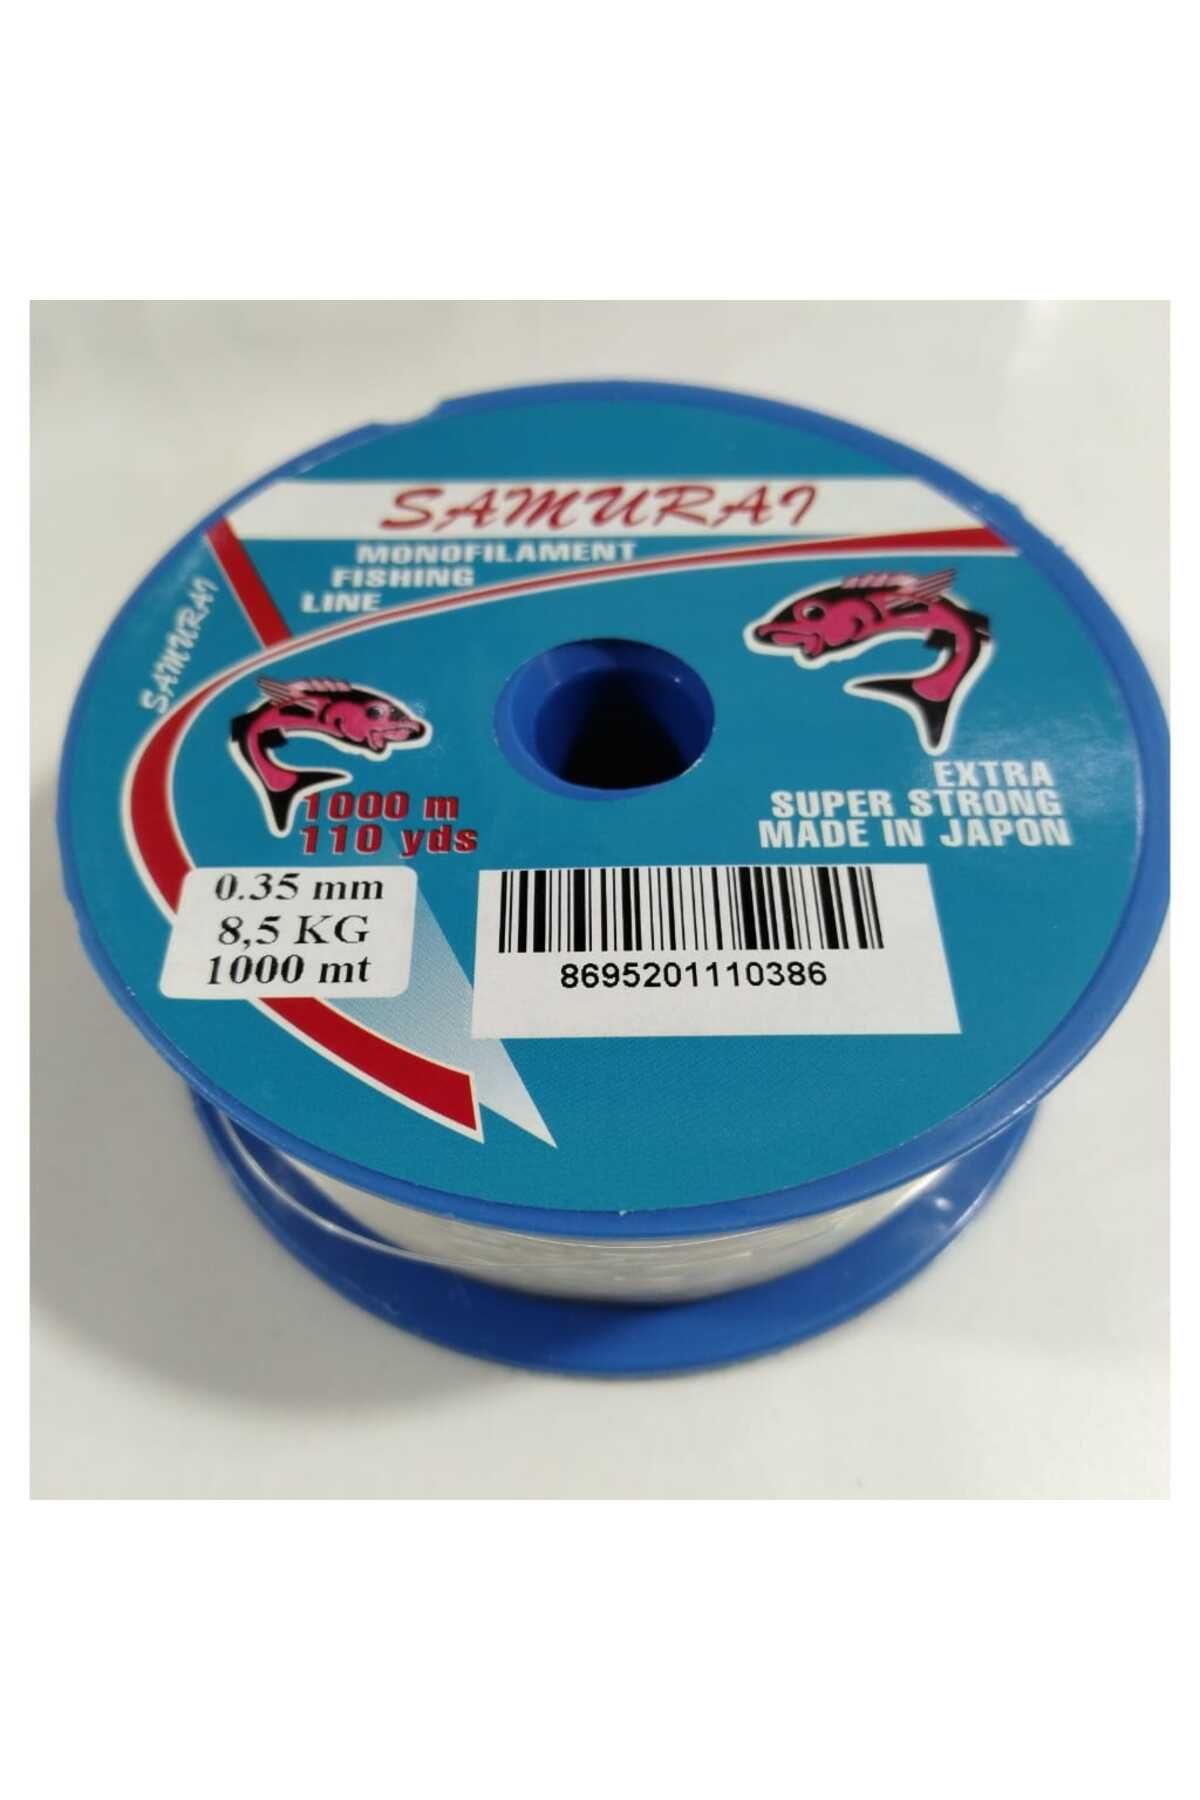 SAMURAI
MONOFILAMENT
FISHING
LINE
SAMURAI
1000 m
110 yds
EXTRA
SUPER STRONG
MADE IN JAPON
0.35 mm
8,5 KG
1000 mt
8695201110386